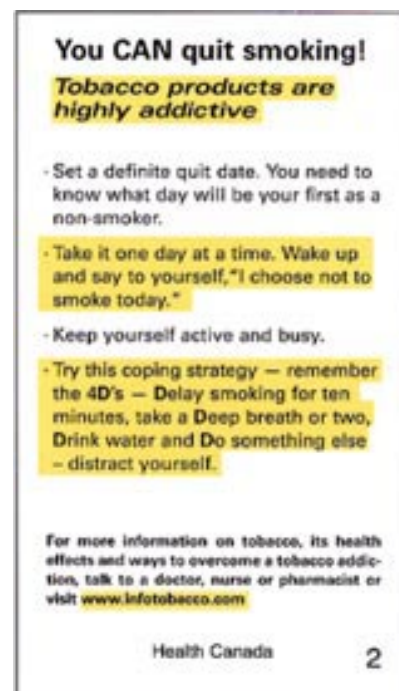 You CAN quit smoking!
Tobacco products are
highly addictive
- Set a definite quit date. You need to
know what day will be your first as a
non-smoker.
- Take it one day at a time. Wake up
and say to yourself,"I choose not to
smoke today."
- Keep yourself active and busy.
- Try this coping strategy — remember
the 4D's — Delay smoking for ten
minutes, take a Deep breath or two,
Drink water and Do something else
– distract yourself.
For more information on tobacco, its health
effects and ways to overcome a tobacco addic-
tion, talk to a doctor, nurse or pharmacist or
visit www.infotobacco.com
Health Canada
2